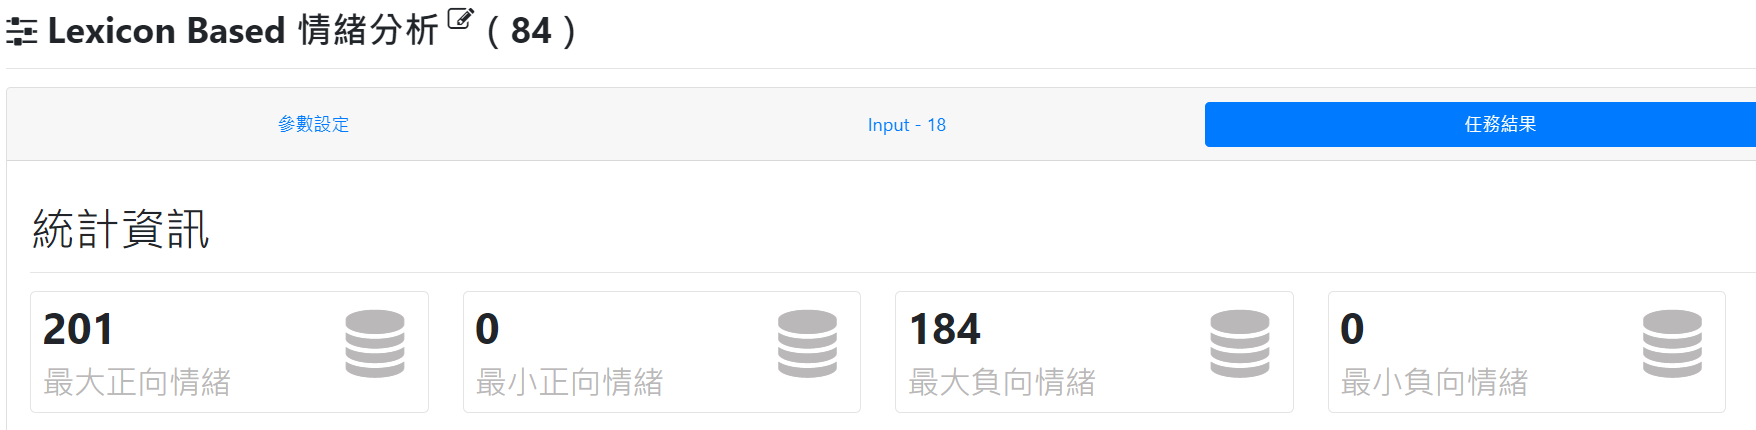 Lexicon Based 情緒分析 ( 84 )
參數設定
Input - 18
任務結果
統計資訊
201
最大正向情緒
0
最小正向情緒
184
最大負向情緒
0
最小負向情緒